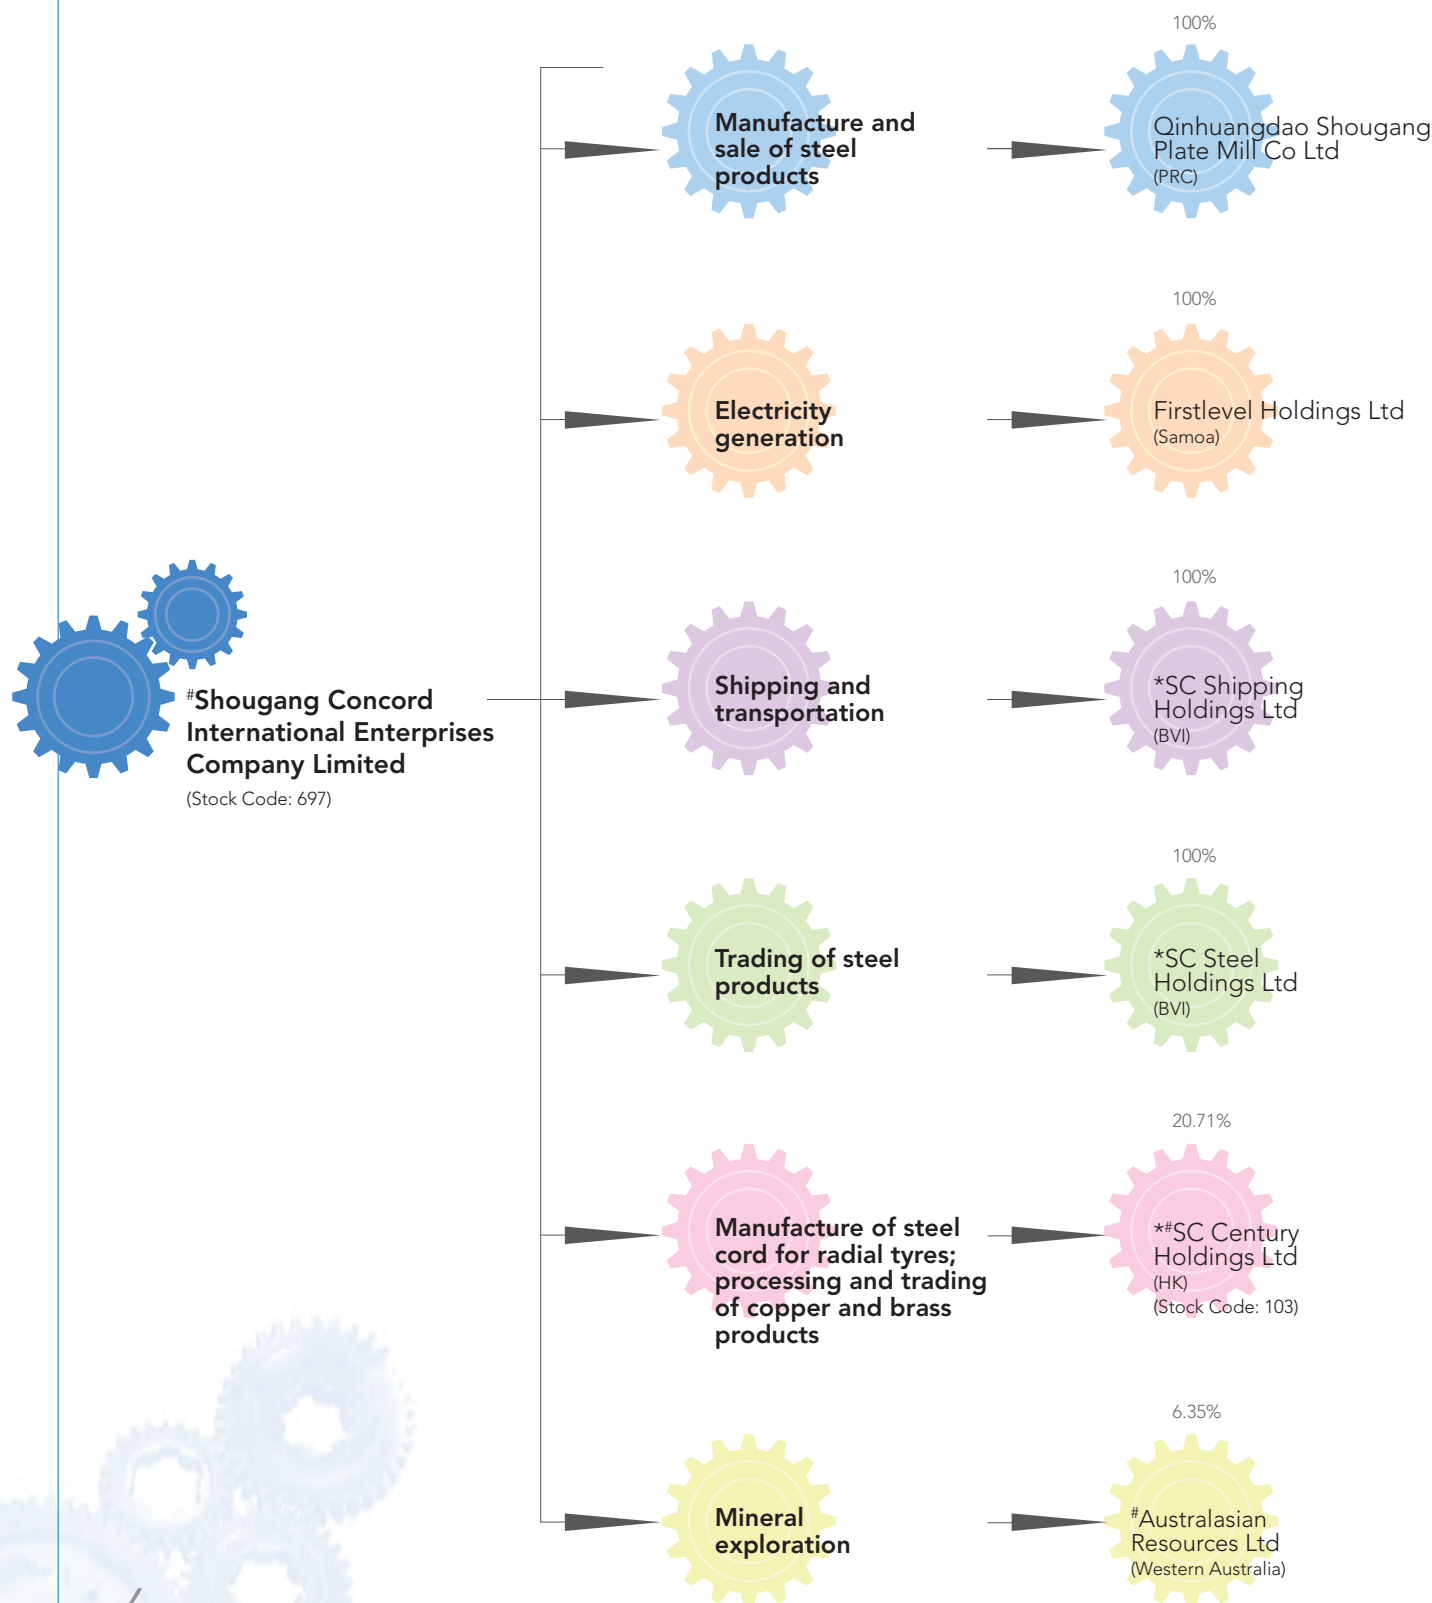 #Shougang Concord
International Enterprises
Company Limited
(Stock Code: 697)
Manufacture and
sale of steel
products
100%
Qinhuangdao Shougang
Plate Mill Co Ltd
(PRC)
Electricity
generation
100%
Firstlevel Holdings Ltd
(Samoa)
Shipping and
transportation
100%
*SC Shipping
Holdings Ltd
(BVI)
Trading of steel
products
100%
*SC Steel
Holdings Ltd
(BVI)
Manufacture of steel
cord for radial tyres;
processing and trading
of copper and brass
products
20.71%
*#SC Century
Holdings Ltd
(HK)
(Stock Code: 103)
Mineral
exploration
6.35%
#Australasian
Resources Ltd
(Western Australia)